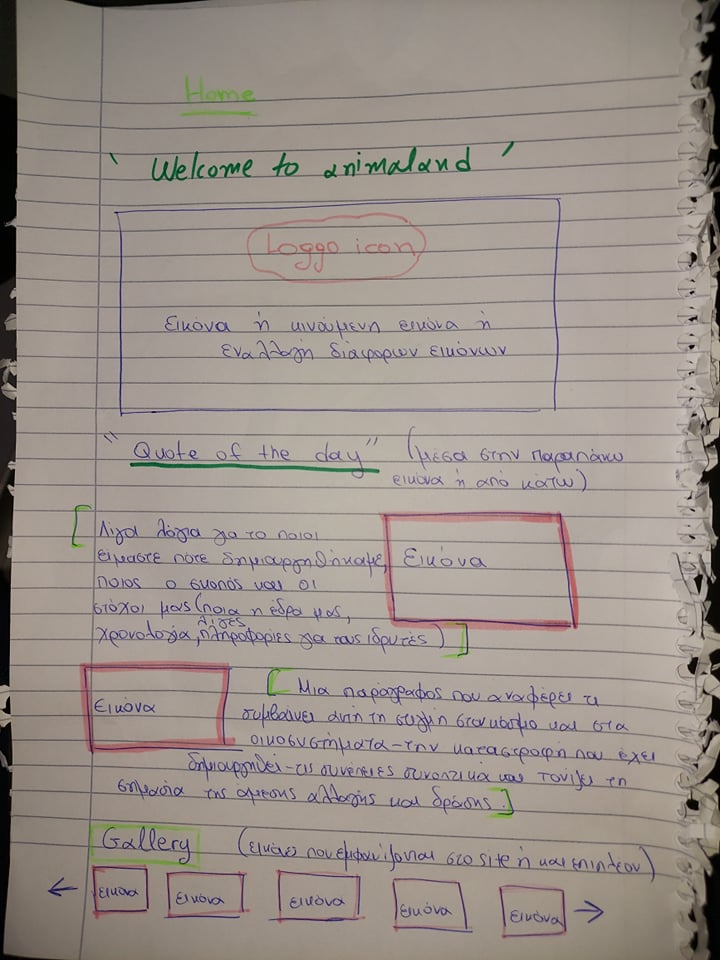 Home
' Welcome to animaland '
Loggo icon
Εικόνα ή κινούμενη εικόνα ή
εναλλαγή διάφορων εικόνων
" Quote of the day " (μέσα στην παραπάνω
εικόνα ή από κάτω)
[ Λίγα λόγια για το ποιοι
είμαστε πότε δημιουργηθήκαμε,
ποιος ο σκοπός και οι
στόχοι μας (ποια η έδρα μας,
χρονολογία, λίγες πληροφορίες για τους ιδρυτές) ]
Εικόνα
Εικόνα
[ Μια παράγραφος που αναφέρει τι
συμβαίνει αυτή τη στιγμή στον κόσμο και στα
οικοσυστήματα - την καταστροφή που έχει
δημιουργηθεί - τις συνέπειες συνοπτικά και τονίζει τη
σημασία της άμεσης αλλαγής και δράσης. ]
Gallery (εικόνες που εμφανίζονται στο site ή και επιπλέον)
← εικόνα εικόνα εικόνα εικόνα εικόνα →